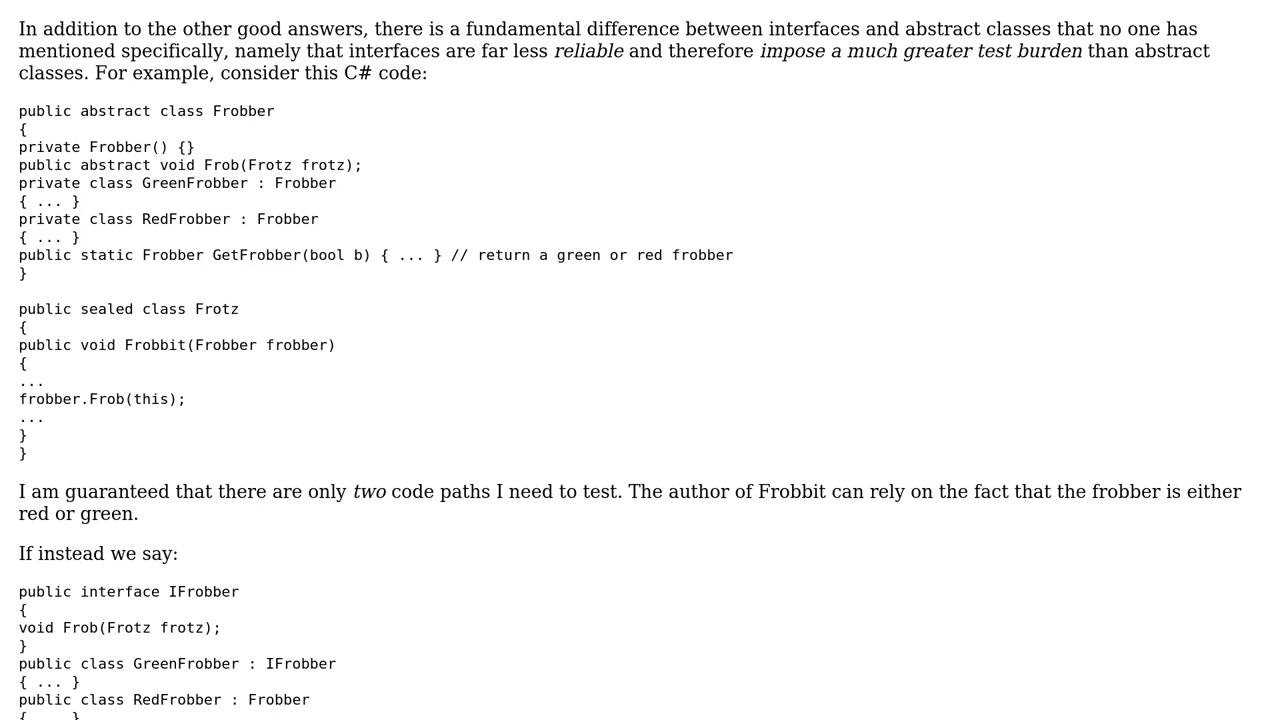 In addition to the other good answers, there is a fundamental difference between interfaces and abstract classes that no one has
mentioned specifically, namely that interfaces are far less reliable and therefore impose a much greater test burden than abstract
classes. For example, consider this C# code:
public abstract class Frobber
{
private Frobber() {}
public abstract void Frob(Frotz frotz);
private class GreenFrobber : Frobber
{ ... }
private class RedFrobber : Frobber
{ ... }
public static Frobber GetFrobber(bool b) { ... } // return a green or red frobber
}
public sealed class Frotz
{
public void Frobbit(Frobber frobber)
{
...
frobber.Frob(this);
...
}
}
I am guaranteed that there are only two code paths I need to test. The author of Frobbit can rely on the fact that the frobber is either
red or green.
If instead we say:
public interface IFrobber
{
void Frob(Frotz frotz);
}
public class GreenFrobber : IFrobber
{ ... }
public class RedFrobber : Frobber
{ ... }